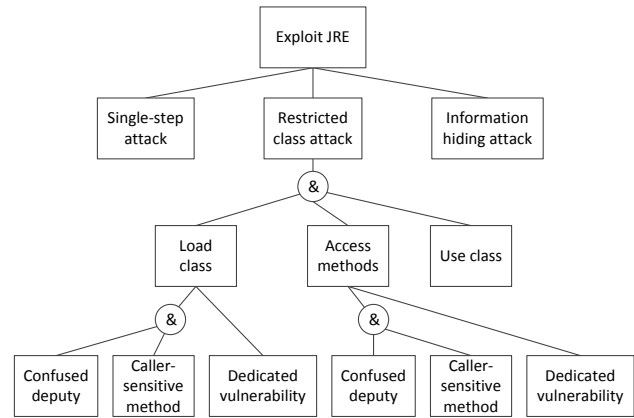 Exploit JRE
Single-step
attack
Restricted
class attack
Information
hiding attack
&
Load
class
Access
methods
Use class
&
&
Confused
deputy
Caller-
sensitive
method
Dedicated
vulnerability
Confused
deputy
Caller-
sensitive
method
Dedicated
vulnerability